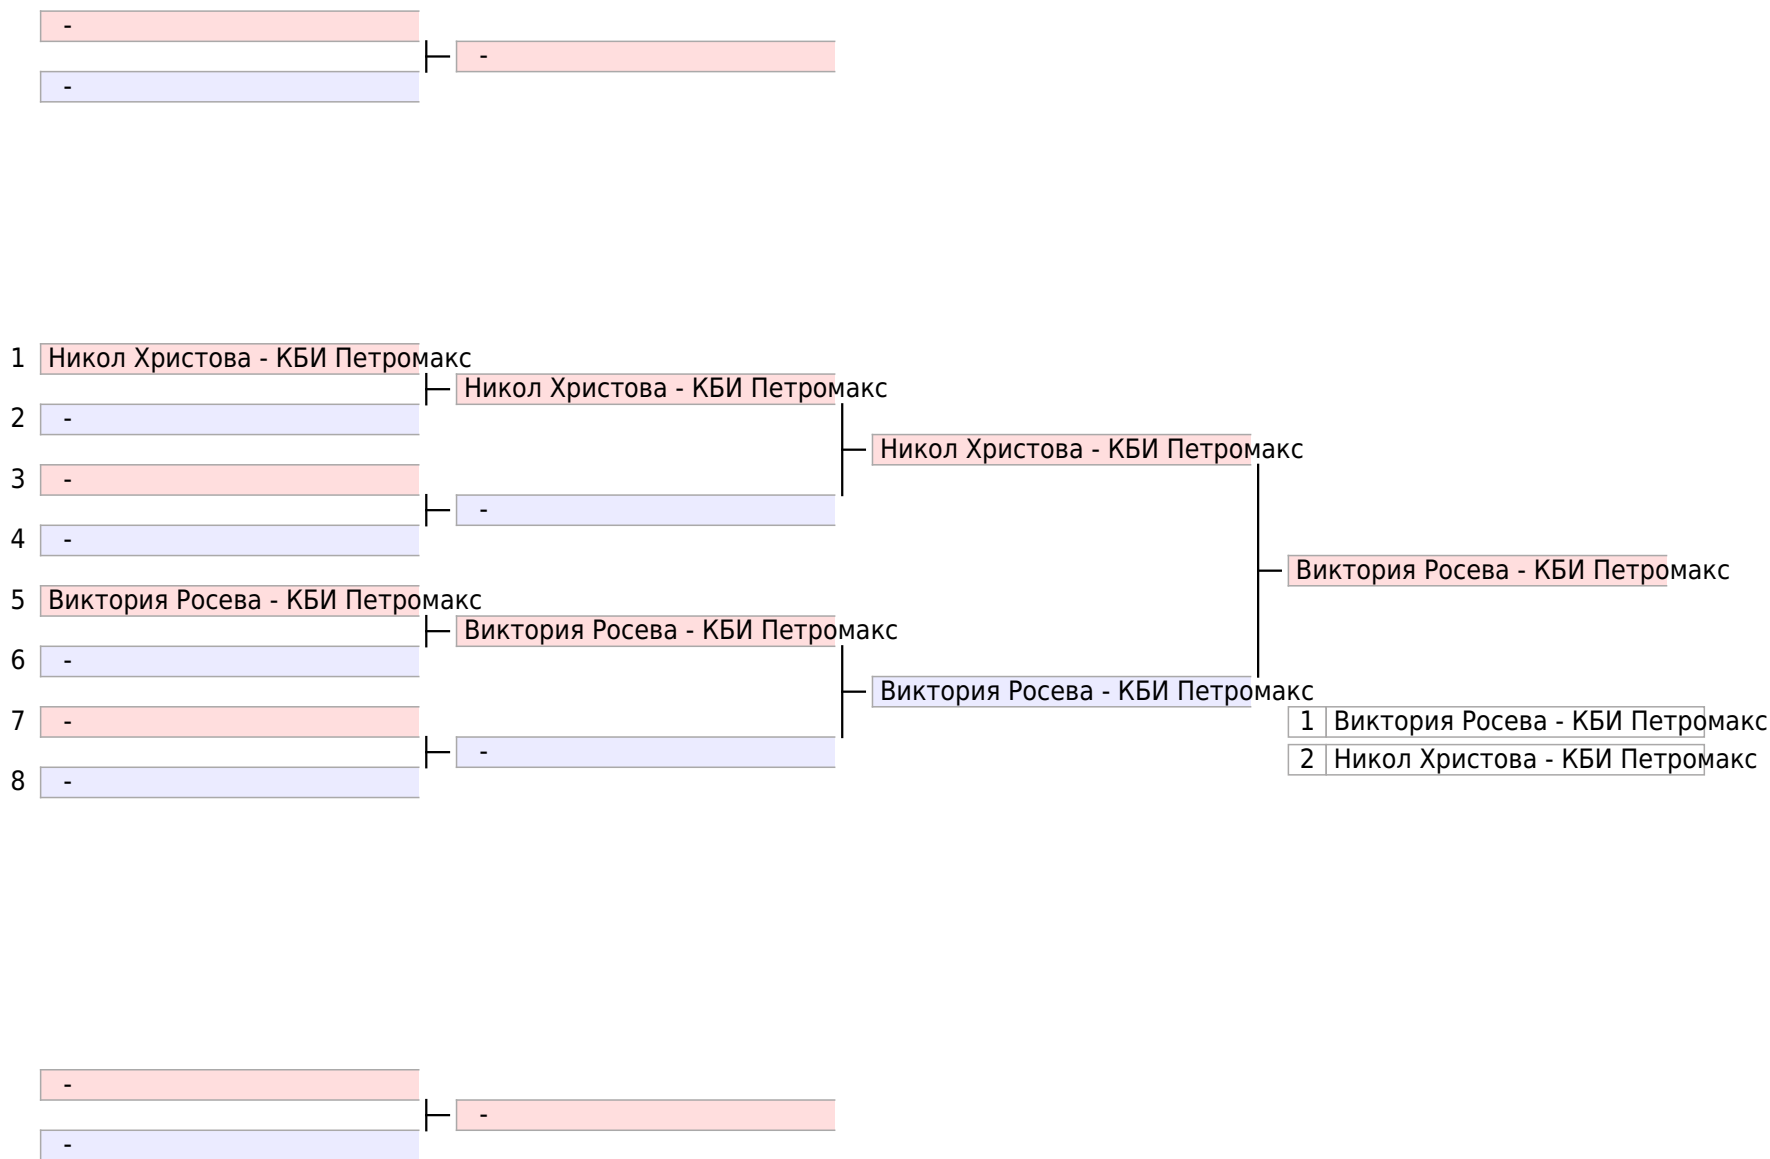 -
-
-
1 Никол Христова - КБИ Петромакс
Никол Христова - КБИ Петромакс
2 -
Никол Христова - КБИ Петромакс
3 -
-
4 -
Виктория Росева - КБИ Петромакс
5 Виктория Росева - КБИ Петромакс
Виктория Росева - КБИ Петромакс
6 -
Виктория Росева - КБИ Петромакс
7 -
1 Виктория Росева - КБИ Петромакс
-
2 Никол Христова - КБИ Петромакс
8 -
-
-
-